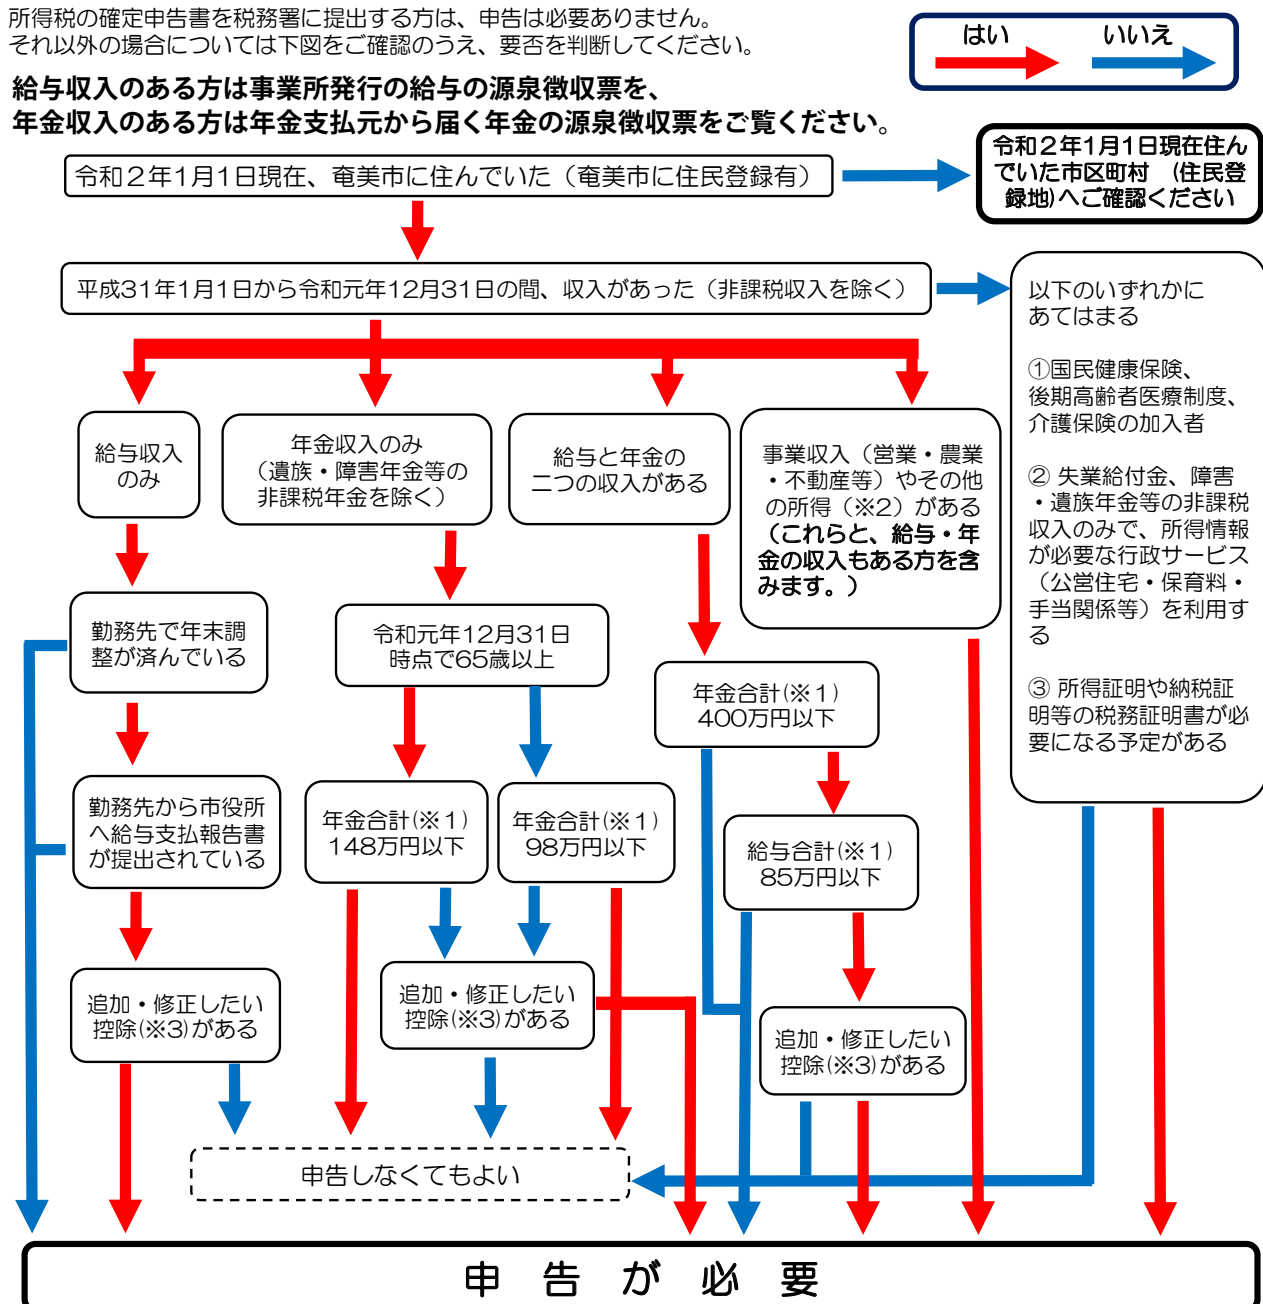 所得税の確定申告書を税務署に提出する方は、申告は必要ありません。
それ以外の場合については下図をご確認のうえ、要否を判断してください。
はい
いいえ
給与収入のある方は事業所発行の給与の源泉徴収票を、
年金収入のある方は年金支払元から届く年金の源泉徴収票をご覧ください。
令和２年１月１日現在、奄美市に住んでいた（奄美市に住民登録有）
令和２年１月１日現在住ん
でいた市区町村　(住民登
録地)へご確認ください
平成31年１月１日から令和元年12月31日の間、収入があった（非課税収入を除く）
以下のいずれかに
あてはまる
①国民健康保険、
後期高齢者医療制度、
介護保険の加入者
② 失業給付金、障害
・遺族年金等の非課税
収入のみで、所得情報
が必要な行政サービス
（公営住宅・保育料・
手当関係等）を利用す
る
③ 所得証明や納税証
明等の税務証明書が必
要になる予定がある
給与収入
のみ
年金収入のみ
（遺族・障害年金等の
非課税年金を除く）
給与と年金の
二つの収入がある
事業収入（営業・農業
・不動産等）やその他
の所得（※2）がある
（これらと、給与・年
金の収入もある方を含
みます。）
勤務先で年末調
整が済んでいる
令和元年12月31日
時点で65歳以上
年金合計(※1)
400万円以下
勤務先から市役所
へ給与支払報告書
が提出されている
年金合計(※1)
148万円以下
年金合計(※1)
98万円以下
給与合計(※1)
85万円以下
追加・修正したい
控除(※3)がある
追加・修正したい
控除(※3)がある
追加・修正したい
控除(※3)がある
申告しなくてもよい
申告が必要